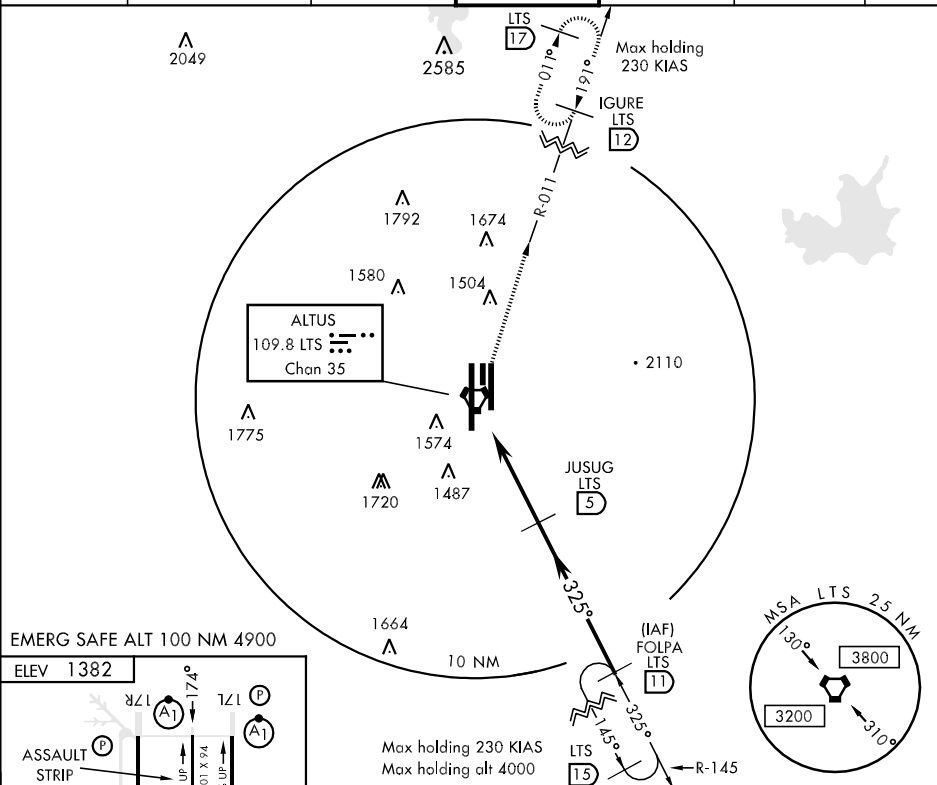 2049
2585
LTS
17
011°
191°
Max holding
230 KIAS
IGURE
LTS
12
R-011
1792
1674
1580
1504
ALTUS
109.8 LTS
Chan 35
2110
1775
1574
1720
1487
JUSUG
LTS
5
325°
1664
10 NM
(IAF)
FOLPA
LTS
11
325°
145°
LTS
15
R-145
Max holding 230 KIAS
Max holding alt 4000
MSA LTS 25 NM
130°
3800
3200
310°
EMERG SAFE ALT 100 NM 4900
ELEV 1382
17R
A1
174°
17L
P
A1
P
ASSAULT
STRIP
UP
01 X 94
UP